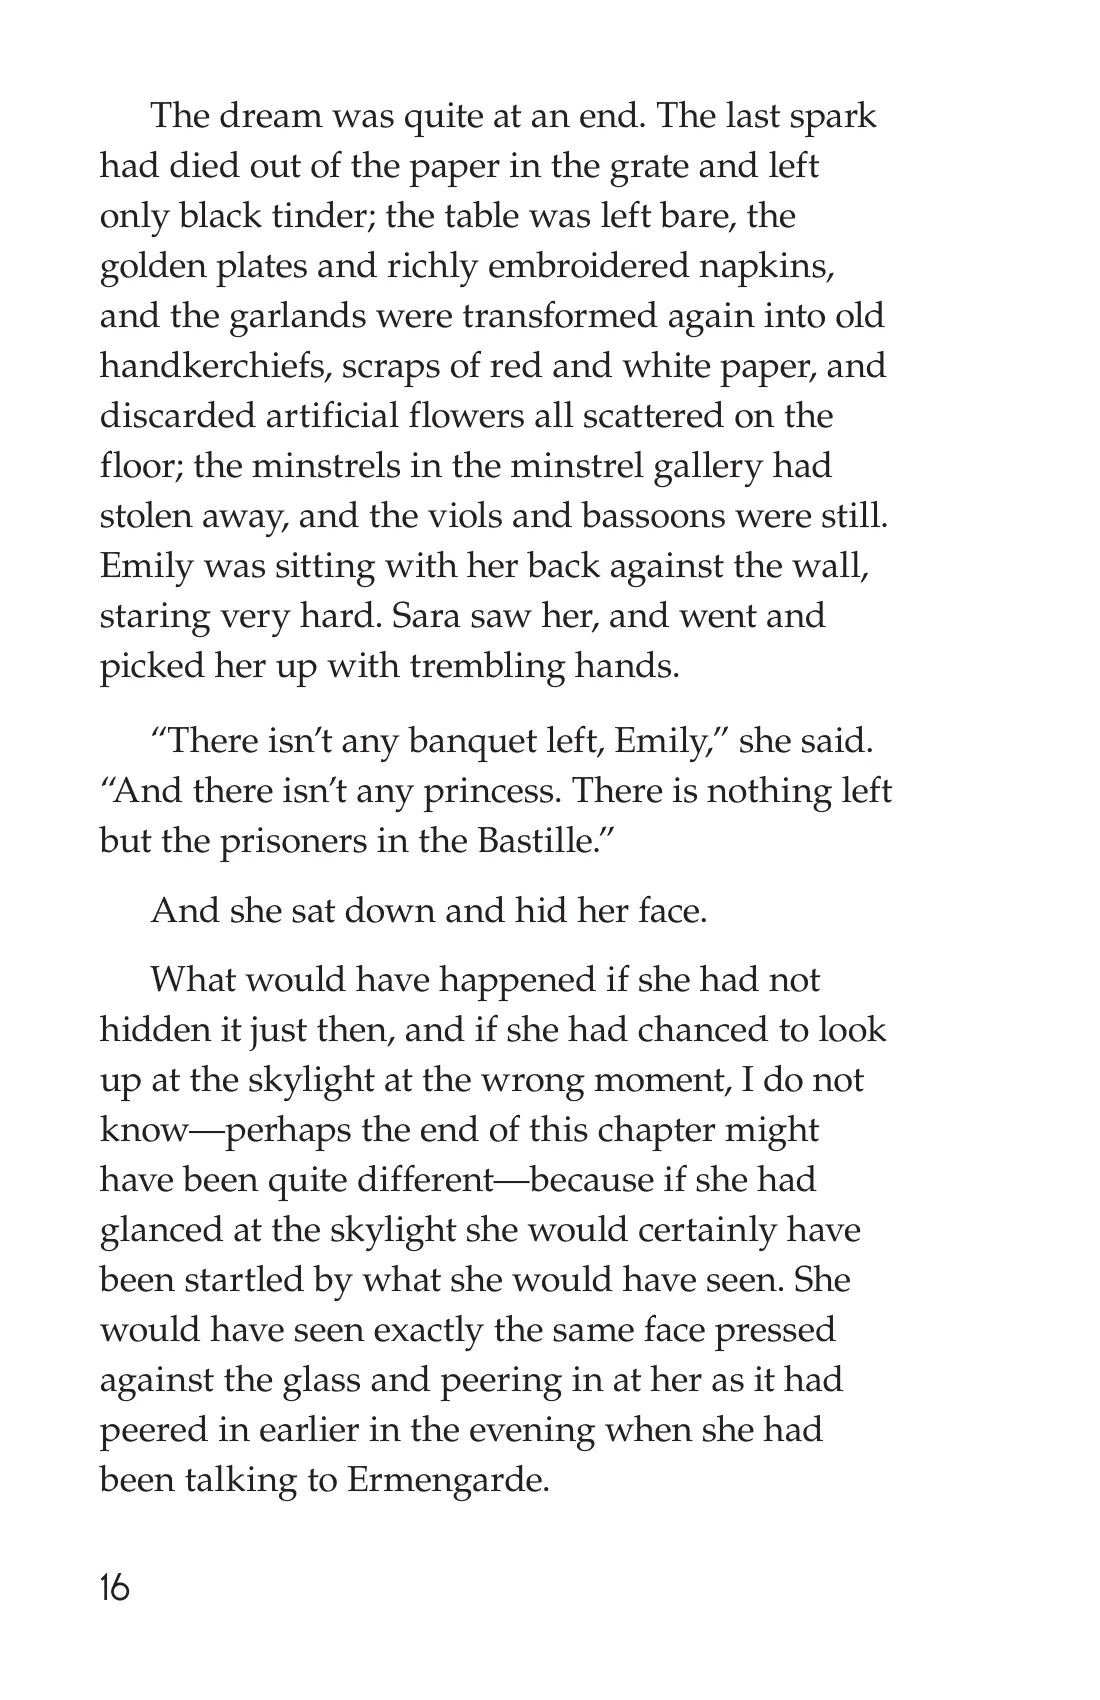 The dream was quite at an end. The last spark
had died out of the paper in the grate and left
only black tinder; the table was left bare, the
golden plates and richly embroidered napkins,
and the garlands were transformed again into old
handkerchiefs, scraps of red and white paper, and
discarded artificial flowers all scattered on the
floor; the minstrels in the minstrel gallery had
stolen away, and the viols and bassoons were still.
Emily was sitting with her back against the wall,
staring very hard. Sara saw her, and went and
picked her up with trembling hands.
“There isn’t any banquet left, Emily,” she said.
“And there isn’t any princess. There is nothing left
but the prisoners in the Bastille.”
And she sat down and hid her face.
What would have happened if she had not
hidden it just then, and if she had chanced to look
up at the skylight at the wrong moment, I do not
know—perhaps the end of this chapter might
have been quite different—because if she had
glanced at the skylight she would certainly have
been startled by what she would have seen. She
would have seen exactly the same face pressed
against the glass and peering in at her as it had
peered in earlier in the evening when she had
been talking to Ermengarde.
16